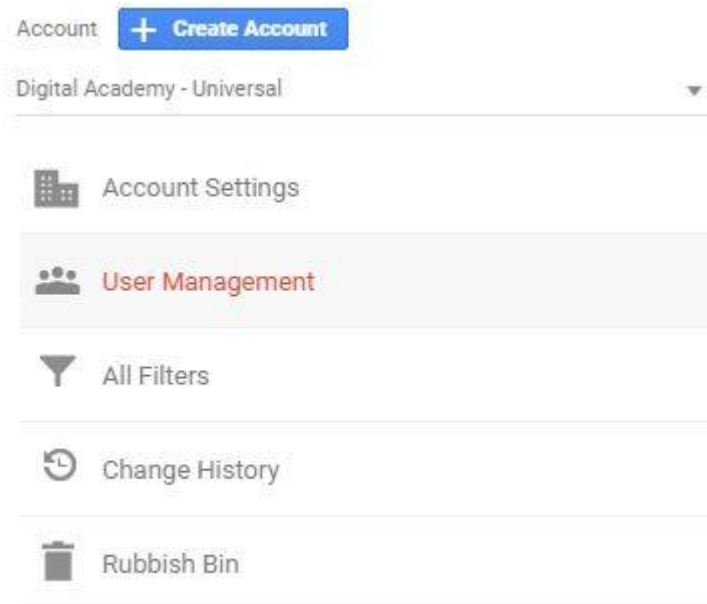 Account + Create Account
Digital Academy - Universal
Account Settings
User Management
All Filters
Change History
Rubbish Bin